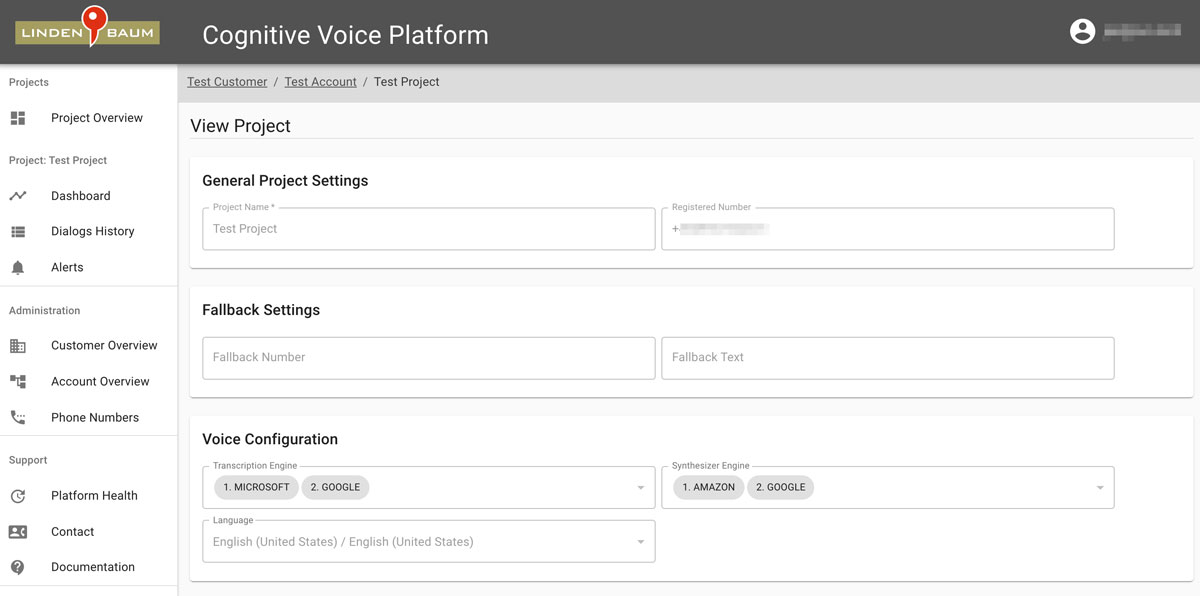 LINDEN BAUM
Cognitive Voice Platform
Projects
Project Overview
Project: Test Project
Dashboard
Dialogs History
Alerts
Administration
Customer Overview
Account Overview
Phone Numbers
Support
Platform Health
Contact
Documentation
Test Customer / Test Account / Test Project
View Project
General Project Settings
Project Name *
Test Project
Registered Number
+
Fallback Settings
Fallback Number
Fallback Text
Voice Configuration
Transcription Engine
1. MICROSOFT 2. GOOGLE
Synthesizer Engine
1. AMAZON 2. GOOGLE
Language
English (United States) / English (United States)